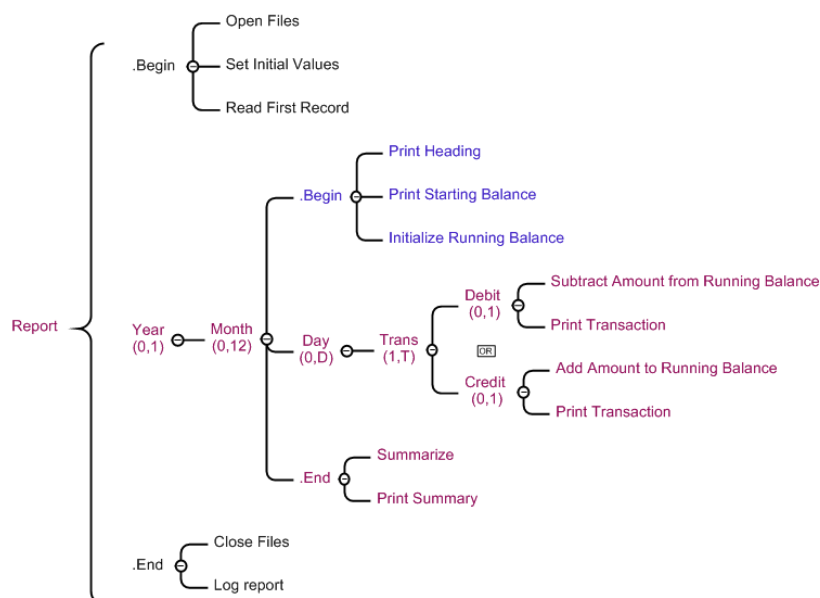 Open Files
.Begin
Set Initial Values
Read First Record
Print Heading
.Begin
Print Starting Balance
Initialize Running Balance
Report
Year
(0,1)
Month
(0,12)
Day
(0,D)
Trans
(1,T)
Debit
(0,1)
Subtract Amount from Running Balance
Print Transaction
OR
Credit
(0,1)
Add Amount to Running Balance
Print Transaction
.End
Summarize
Print Summary
.End
Close Files
Log report